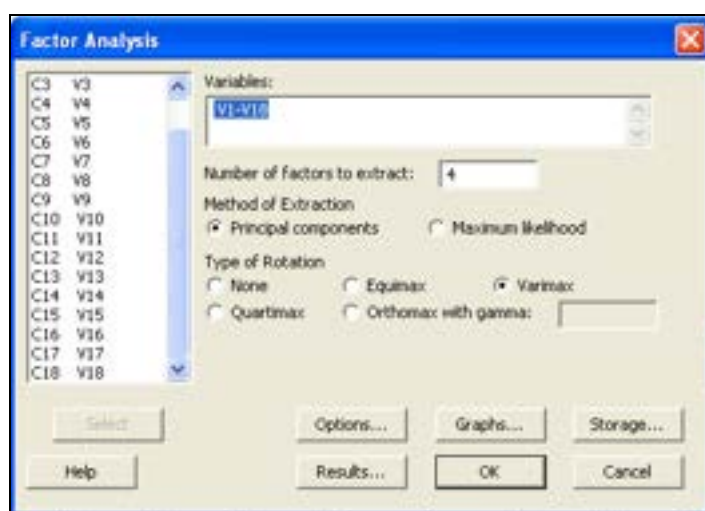 Factor Analysis
C3 V3
C4 V4
C5 V5
C6 V6
C7 V7
C8 V8
C9 V9
C10 V10
C11 V11
C12 V12
C13 V13
C14 V14
C15 V15
C16 V16
C17 V17
C18 V18
Variables:
V1-V18
Number of factors to extract: 4
Method of Extraction
Principal components Maximum likelihood
Type of Rotation
None Equimax Varimax
Quartimax Orthomax with gamma:
Select Options... Graphs... Storage...
Help Results... OK Cancel